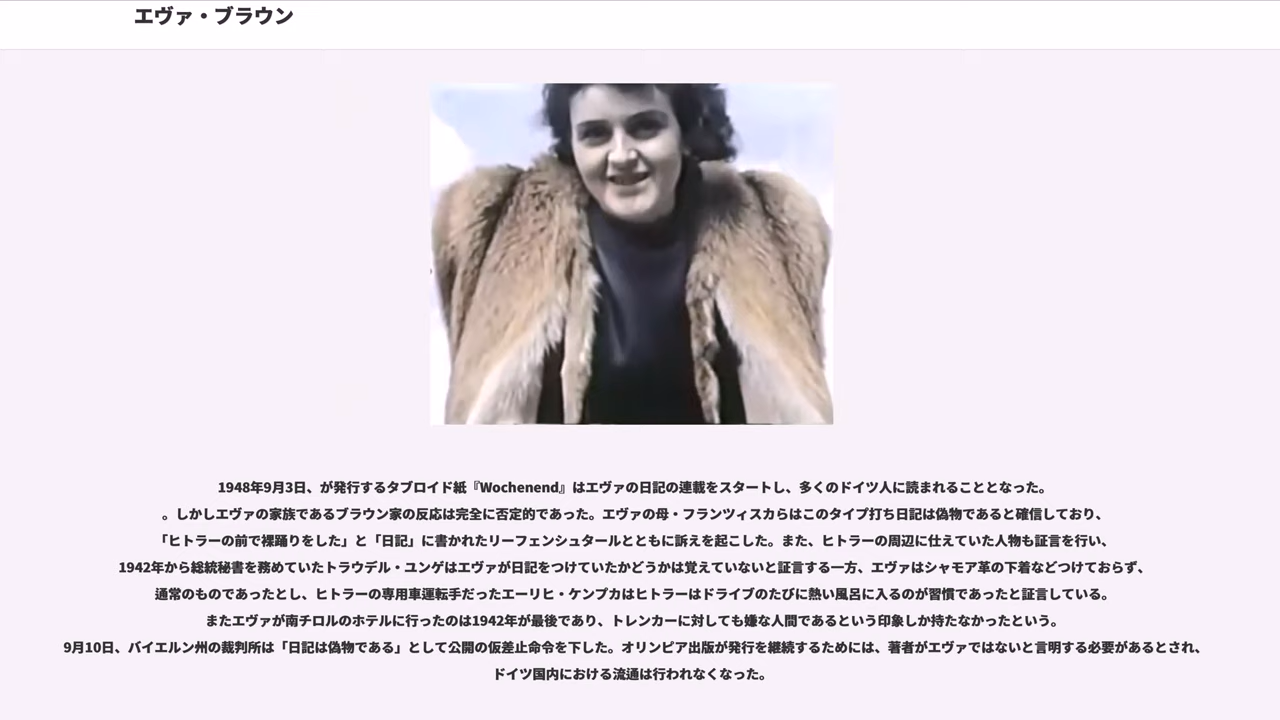 エヴァ・ブラウン
1948年9月3日、が発行するタブロイド紙『Wochenend』はエヴァの日記の連載をスタートし、多くのドイツ人に読まれることとなった。
。しかしエヴァの家族であるブラウン家の反応は完全に否定的であった。エヴァの母・フランツィスカらはこのタイプ打ち日記は偽物であると確信しており、
「ヒトラーの前で裸踊りをした」と「日記」に書かれたリーフェンシュタールとともに訴えを起こした。また、ヒトラーの周辺に仕えていた人物も証言を行い、
1942年から総統秘書を務めていたトラウデル・ユンゲはエヴァが日記をつけていたかどうかは覚えていないと証言する一方、エヴァはシャモア革の下着などつけておらず、
通常のものであったとし、ヒトラーの専用車運転手だったエーリヒ・ケンプカはヒトラーはドライブのたびに熱い風呂に入るのが習慣であったと証言している。
またエヴァが南チロルのホテルに行ったのは1942年が最後であり、トレンカーに対しても嫌な人間であるという印象しか持たなかったという。
9月10日、バイエルン州の裁判所は「日記は偽物である」として公開の仮差止命令を下した。オリンピア出版が発行を継続するためには、著者がエヴァではないと言明する必要があるとされ、
ドイツ国内における流通は行われなくなった。